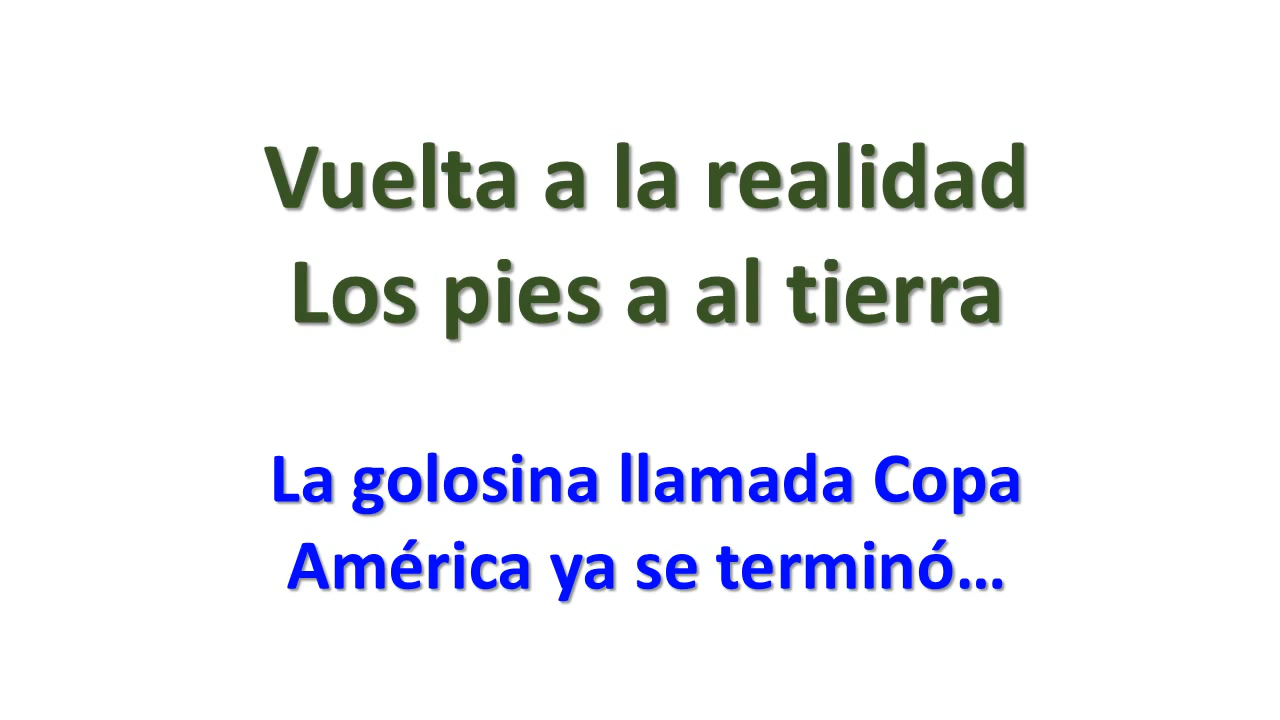 Vuelta a la realidad
Los pies a al tierra
La golosina llamada Copa
América ya se terminó…